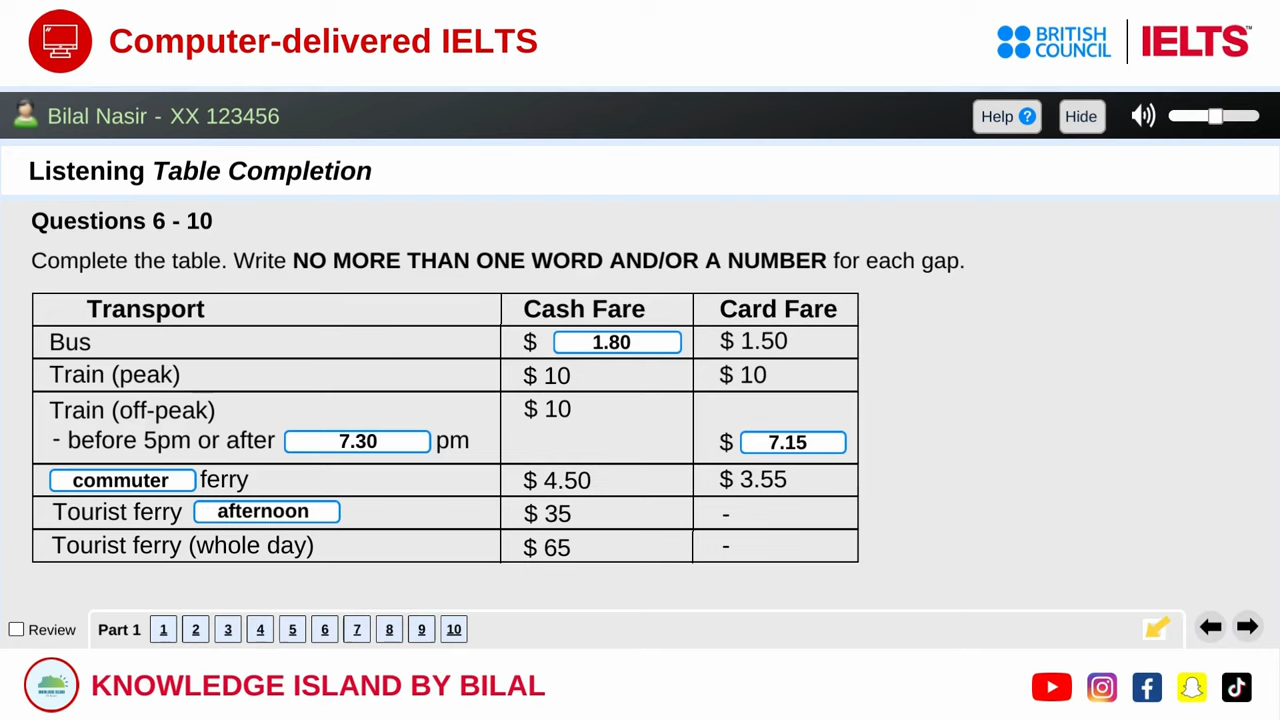 Computer-delivered IELTS
BRITISH COUNCIL IELTS™
Bilal Nasir - XX 123456
Help ?
Hide
Listening Table Completion
Questions 6 - 10
Complete the table. Write NO MORE THAN ONE WORD AND/OR A NUMBER for each gap.
Transport Cash Fare Card Fare
Bus $ 1.80 $ 1.50
Train (peak) $ 10 $ 10
Train (off-peak) $ 10
- before 5pm or after 7.30 pm $ 7.15
commuter ferry $ 4.50 $ 3.55
Tourist ferry afternoon $ 35 -
Tourist ferry (whole day) $ 65 -
Review Part 1 1 2 3 4 5 6 7 8 9 10
KNOWLEDGE ISLAND BY BILAL